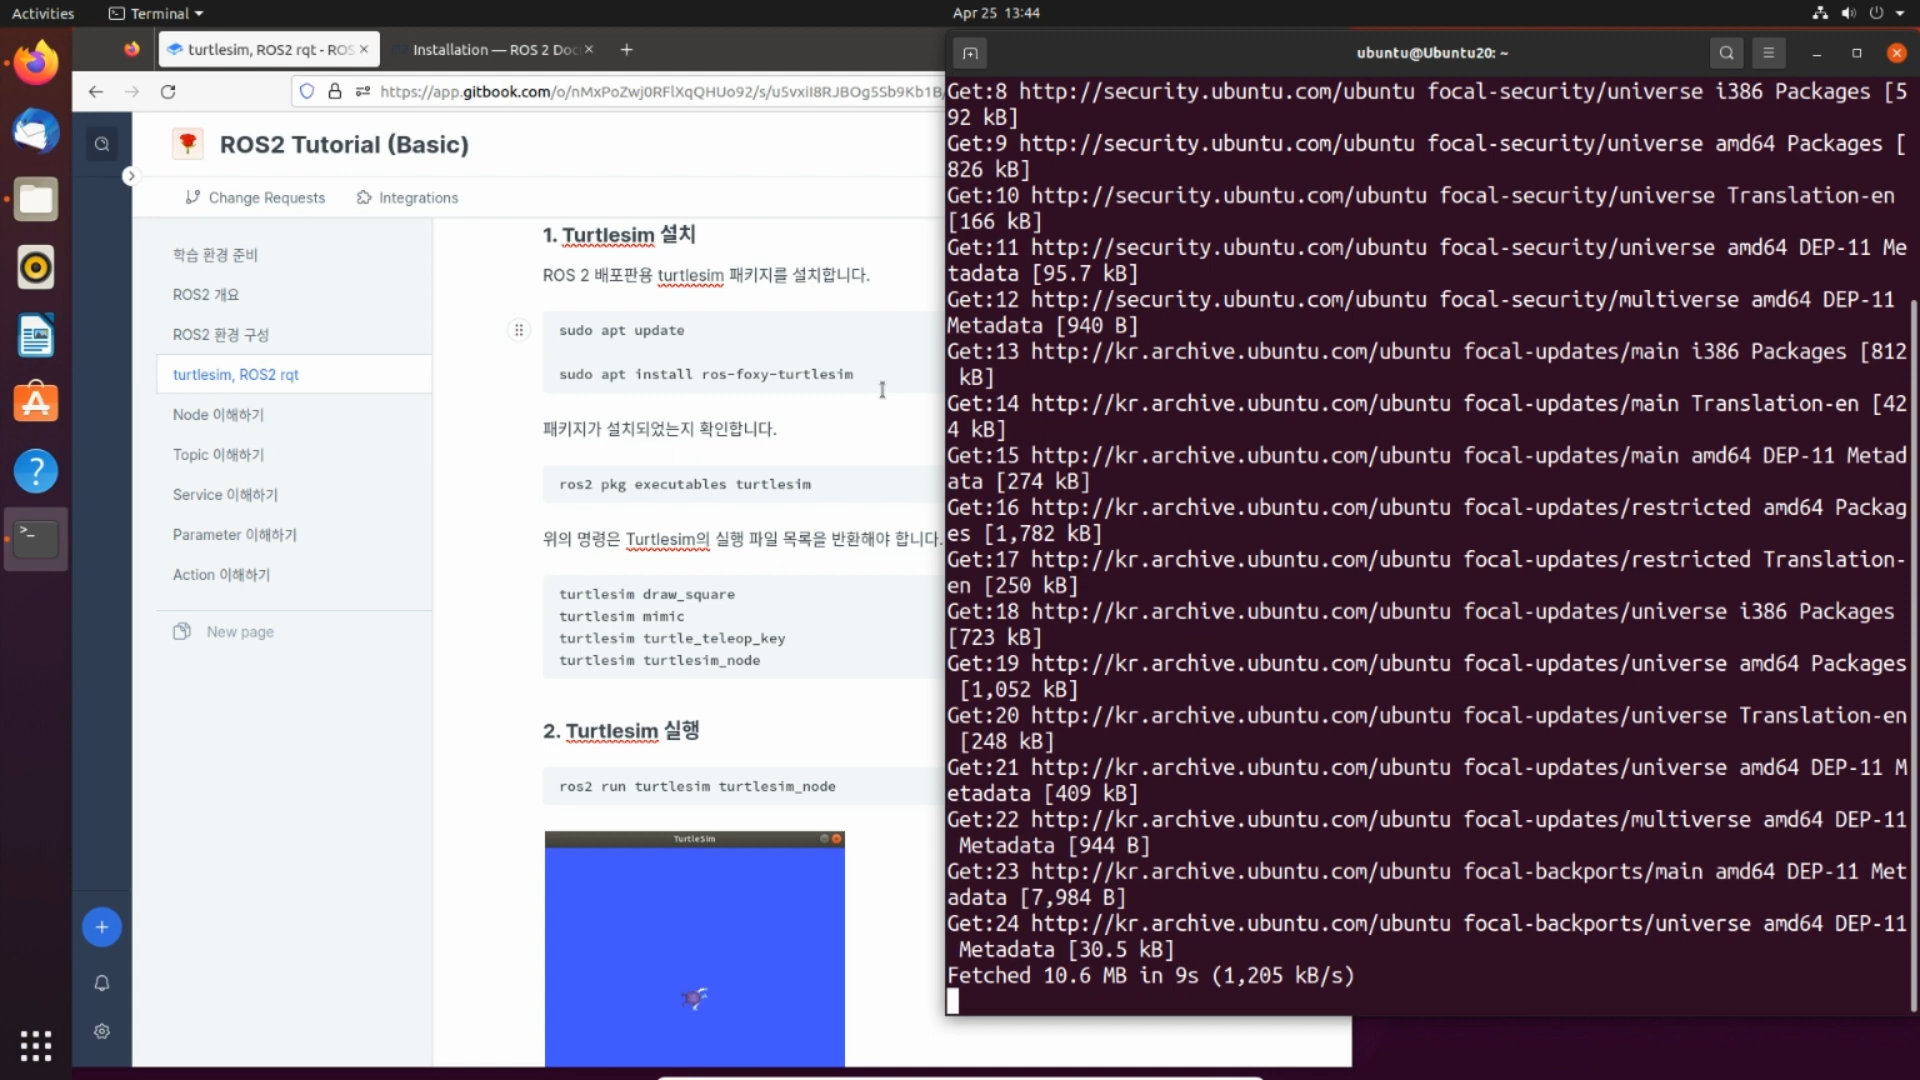 Activities
Terminal
Apr 25 13:44
turtlesim, ROS2 rqt - ROS
Installation — ROS 2 Doc
https://app.gitbook.com/o/nMxPoZwj0RFlXqQHUo92/s/u5vxiI8RJBOg5Sb9Kb1B/
ROS2 Tutorial (Basic)
Change Requests
Integrations
학습 환경 준비
ROS2 개요
ROS2 환경 구성
turtlesim, ROS2 rqt
Node 이해하기
Topic 이해하기
Service 이해하기
Parameter 이해하기
Action 이해하기
New page
1. Turtlesim 설치
ROS 2 배포판용 turtlesim 패키지를 설치합니다.
sudo apt update
sudo apt install ros-foxy-turtlesim
패키지가 설치되었는지 확인합니다.
ros2 pkg executables turtlesim
위의 명령은 Turtlesim의 실행 파일 목록을 반환해야 합니다.
turtlesim draw_square
turtlesim mimic
turtlesim turtle_teleop_key
turtlesim turtlesim_node
2. Turtlesim 실행
ros2 run turtlesim turtlesim_node
TurtleSim
ubuntu@Ubuntu20: ~
Get:8 http://security.ubuntu.com/ubuntu focal-security/universe i386 Packages [5
92 kB]
Get:9 http://security.ubuntu.com/ubuntu focal-security/universe amd64 Packages [
826 kB]
Get:10 http://security.ubuntu.com/ubuntu focal-security/universe Translation-en
[166 kB]
Get:11 http://security.ubuntu.com/ubuntu focal-security/universe amd64 DEP-11 Me
tadata [95.7 kB]
Get:12 http://security.ubuntu.com/ubuntu focal-security/multiverse amd64 DEP-11
Metadata [940 B]
Get:13 http://kr.archive.ubuntu.com/ubuntu focal-updates/main i386 Packages [812
kB]
Get:14 http://kr.archive.ubuntu.com/ubuntu focal-updates/main Translation-en [42
4 kB]
Get:15 http://kr.archive.ubuntu.com/ubuntu focal-updates/main amd64 DEP-11 Metad
ata [274 kB]
Get:16 http://kr.archive.ubuntu.com/ubuntu focal-updates/restricted amd64 Packag
es [1,782 kB]
Get:17 http://kr.archive.ubuntu.com/ubuntu focal-updates/restricted Translation-
en [250 kB]
Get:18 http://kr.archive.ubuntu.com/ubuntu focal-updates/universe i386 Packages
[723 kB]
Get:19 http://kr.archive.ubuntu.com/ubuntu focal-updates/universe amd64 Packages
[1,052 kB]
Get:20 http://kr.archive.ubuntu.com/ubuntu focal-updates/universe Translation-en
[248 kB]
Get:21 http://kr.archive.ubuntu.com/ubuntu focal-updates/universe amd64 DEP-11 M
etadata [409 kB]
Get:22 http://kr.archive.ubuntu.com/ubuntu focal-updates/multiverse amd64 DEP-11
Metadata [944 B]
Get:23 http://kr.archive.ubuntu.com/ubuntu focal-backports/main amd64 DEP-11 Met
adata [7,984 B]
Get:24 http://kr.archive.ubuntu.com/ubuntu focal-backports/universe amd64 DEP-11
Metadata [30.5 kB]
Fetched 10.6 MB in 9s (1,205 kB/s)